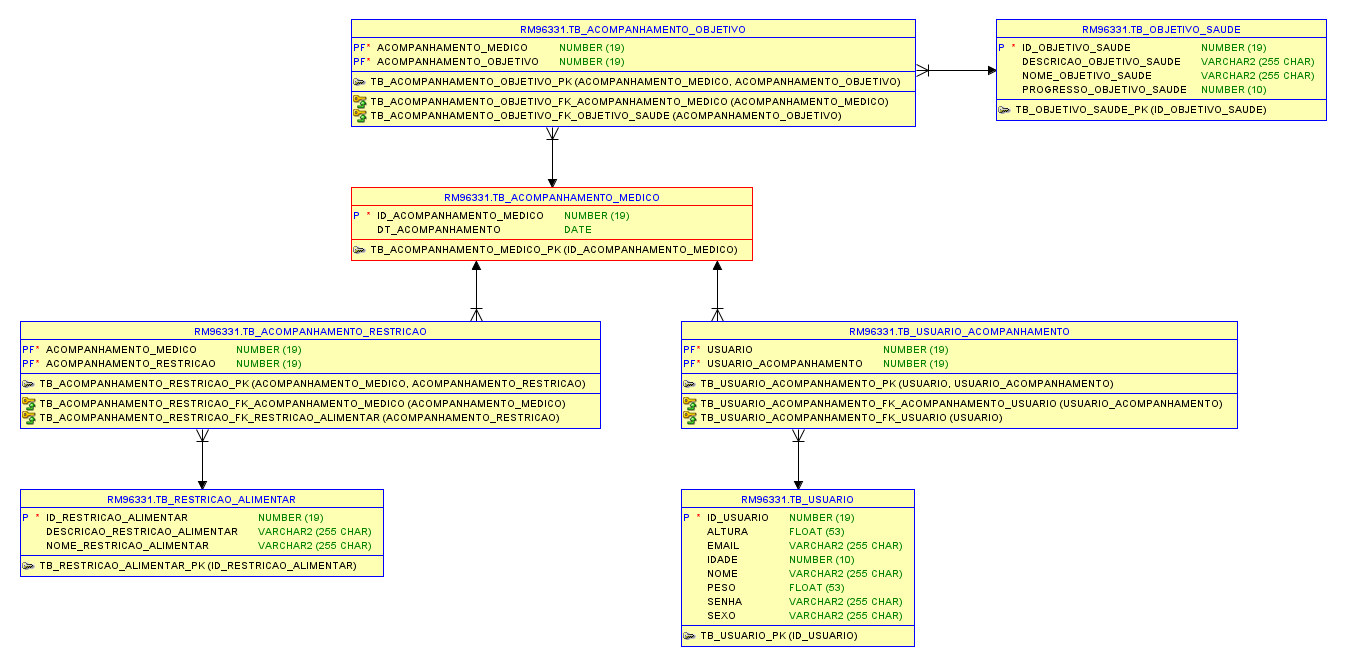 RM96331.TB_ACOMPANHAMENTO_OBJETIVO
PF* ACOMPANHAMENTO_MEDICO NUMBER (19)
PF* ACOMPANHAMENTO_OBJETIVO NUMBER (19)
TB_ACOMPANHAMENTO_OBJETIVO_PK (ACOMPANHAMENTO_MEDICO, ACOMPANHAMENTO_OBJETIVO)
TB_ACOMPANHAMENTO_OBJETIVO_FK_ACOMPANHAMENTO_MEDICO (ACOMPANHAMENTO_MEDICO)
TB_ACOMPANHAMENTO_OBJETIVO_FK_OBJETIVO_SAUDE (ACOMPANHAMENTO_OBJETIVO)
RM96331.TB_OBJETIVO_SAUDE
P * ID_OBJETIVO_SAUDE NUMBER (19)
DESCRICAO_OBJETIVO_SAUDE VARCHAR2 (255 CHAR)
NOME_OBJETIVO_SAUDE VARCHAR2 (255 CHAR)
PROGRESSO_OBJETIVO_SAUDE NUMBER (10)
TB_OBJETIVO_SAUDE_PK (ID_OBJETIVO_SAUDE)
RM96331.TB_ACOMPANHAMENTO_MEDICO
P * ID_ACOMPANHAMENTO_MEDICO NUMBER (19)
DT_ACOMPANHAMENTO DATE
TB_ACOMPANHAMENTO_MEDICO_PK (ID_ACOMPANHAMENTO_MEDICO)
RM96331.TB_ACOMPANHAMENTO_RESTRICAO
PF* ACOMPANHAMENTO_MEDICO NUMBER (19)
PF* ACOMPANHAMENTO_RESTRICAO NUMBER (19)
TB_ACOMPANHAMENTO_RESTRICAO_PK (ACOMPANHAMENTO_MEDICO, ACOMPANHAMENTO_RESTRICAO)
TB_ACOMPANHAMENTO_RESTRICAO_FK_ACOMPANHAMENTO_MEDICO (ACOMPANHAMENTO_MEDICO)
TB_ACOMPANHAMENTO_RESTRICAO_FK_RESTRICAO_ALIMENTAR (ACOMPANHAMENTO_RESTRICAO)
RM96331.TB_USUARIO_ACOMPANHAMENTO
PF* USUARIO NUMBER (19)
PF* USUARIO_ACOMPANHAMENTO NUMBER (19)
TB_USUARIO_ACOMPANHAMENTO_PK (USUARIO, USUARIO_ACOMPANHAMENTO)
TB_USUARIO_ACOMPANHAMENTO_FK_ACOMPANHAMENTO_USUARIO (USUARIO_ACOMPANHAMENTO)
TB_USUARIO_ACOMPANHAMENTO_FK_USUARIO (USUARIO)
RM96331.TB_RESTRICAO_ALIMENTAR
P * ID_RESTRICAO_ALIMENTAR NUMBER (19)
DESCRICAO_RESTRICAO_ALIMENTAR VARCHAR2 (255 CHAR)
NOME_RESTRICAO_ALIMENTAR VARCHAR2 (255 CHAR)
TB_RESTRICAO_ALIMENTAR_PK (ID_RESTRICAO_ALIMENTAR)
RM96331.TB_USUARIO
P * ID_USUARIO NUMBER (19)
ALTURA FLOAT (53)
EMAIL VARCHAR2 (255 CHAR)
IDADE NUMBER (10)
NOME VARCHAR2 (255 CHAR)
PESO FLOAT (53)
SENHA VARCHAR2 (255 CHAR)
SEXO VARCHAR2 (255 CHAR)
TB_USUARIO_PK (ID_USUARIO)